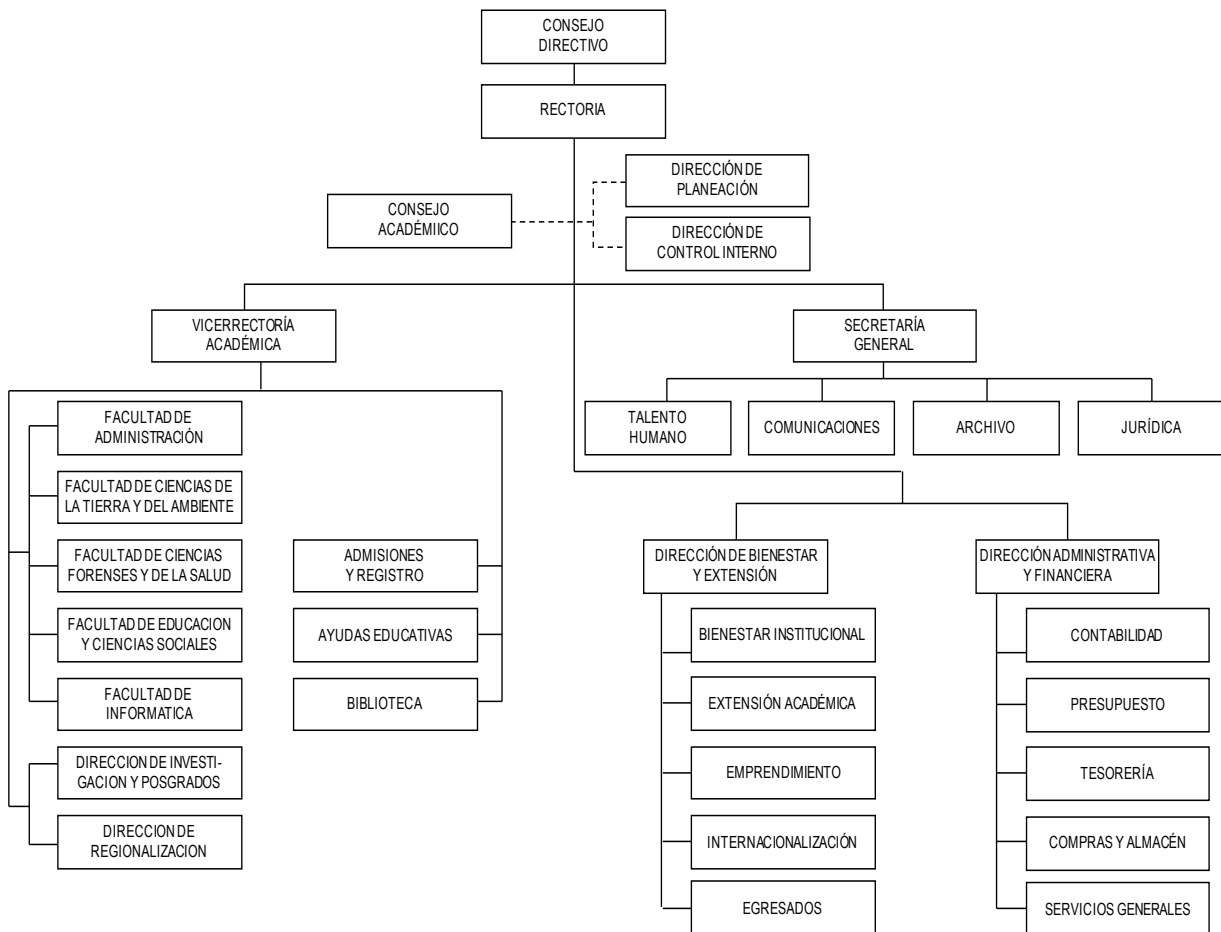 CONSEJO
DIRECTIVO
RECTORIA
DIRECCIÓN DE
PLANEACIÓN
CONSEJO
ACADÉMIICO
DIRECCIÓN DE
CONTROL INTERNO
VICERRECTORÍA
ACADÉMICA
SECRETARÍA
GENERAL
TALENTO
HUMANO
COMUNICACIONES
ARCHIVO
JURÍDICA
FACULTAD DE
ADMINISTRACIÓN
FACULTAD DE CIENCIAS DE
LA TIERRA Y DEL AMBIENTE
FACULTAD DE CIENCIAS
FORENSES Y DE LA SALUD
FACULTAD DE EDUCACION
Y CIENCIAS SOCIALES
FACULTAD DE
INFORMATICA
DIRECCION DE INVESTI-
GACION Y POSGRADOS
DIRECCION DE
REGIONALIZACION
ADMISIONES
Y REGISTRO
AYUDAS EDUCATIVAS
BIBLIOTECA
DIRECCIÓN DE BIENESTAR
Y EXTENSIÓN
BIENESTAR INSTITUCIONAL
EXTENSIÓN ACADÉMICA
EMPRENDIMIENTO
INTERNACIONALIZACIÓN
EGRESADOS
DIRECCIÓN ADMINISTRATIVA
Y FINANCIERA
CONTABILIDAD
PRESUPUESTO
TESORERÍA
COMPRAS Y ALMACÉN
SERVICIOS GENERALES